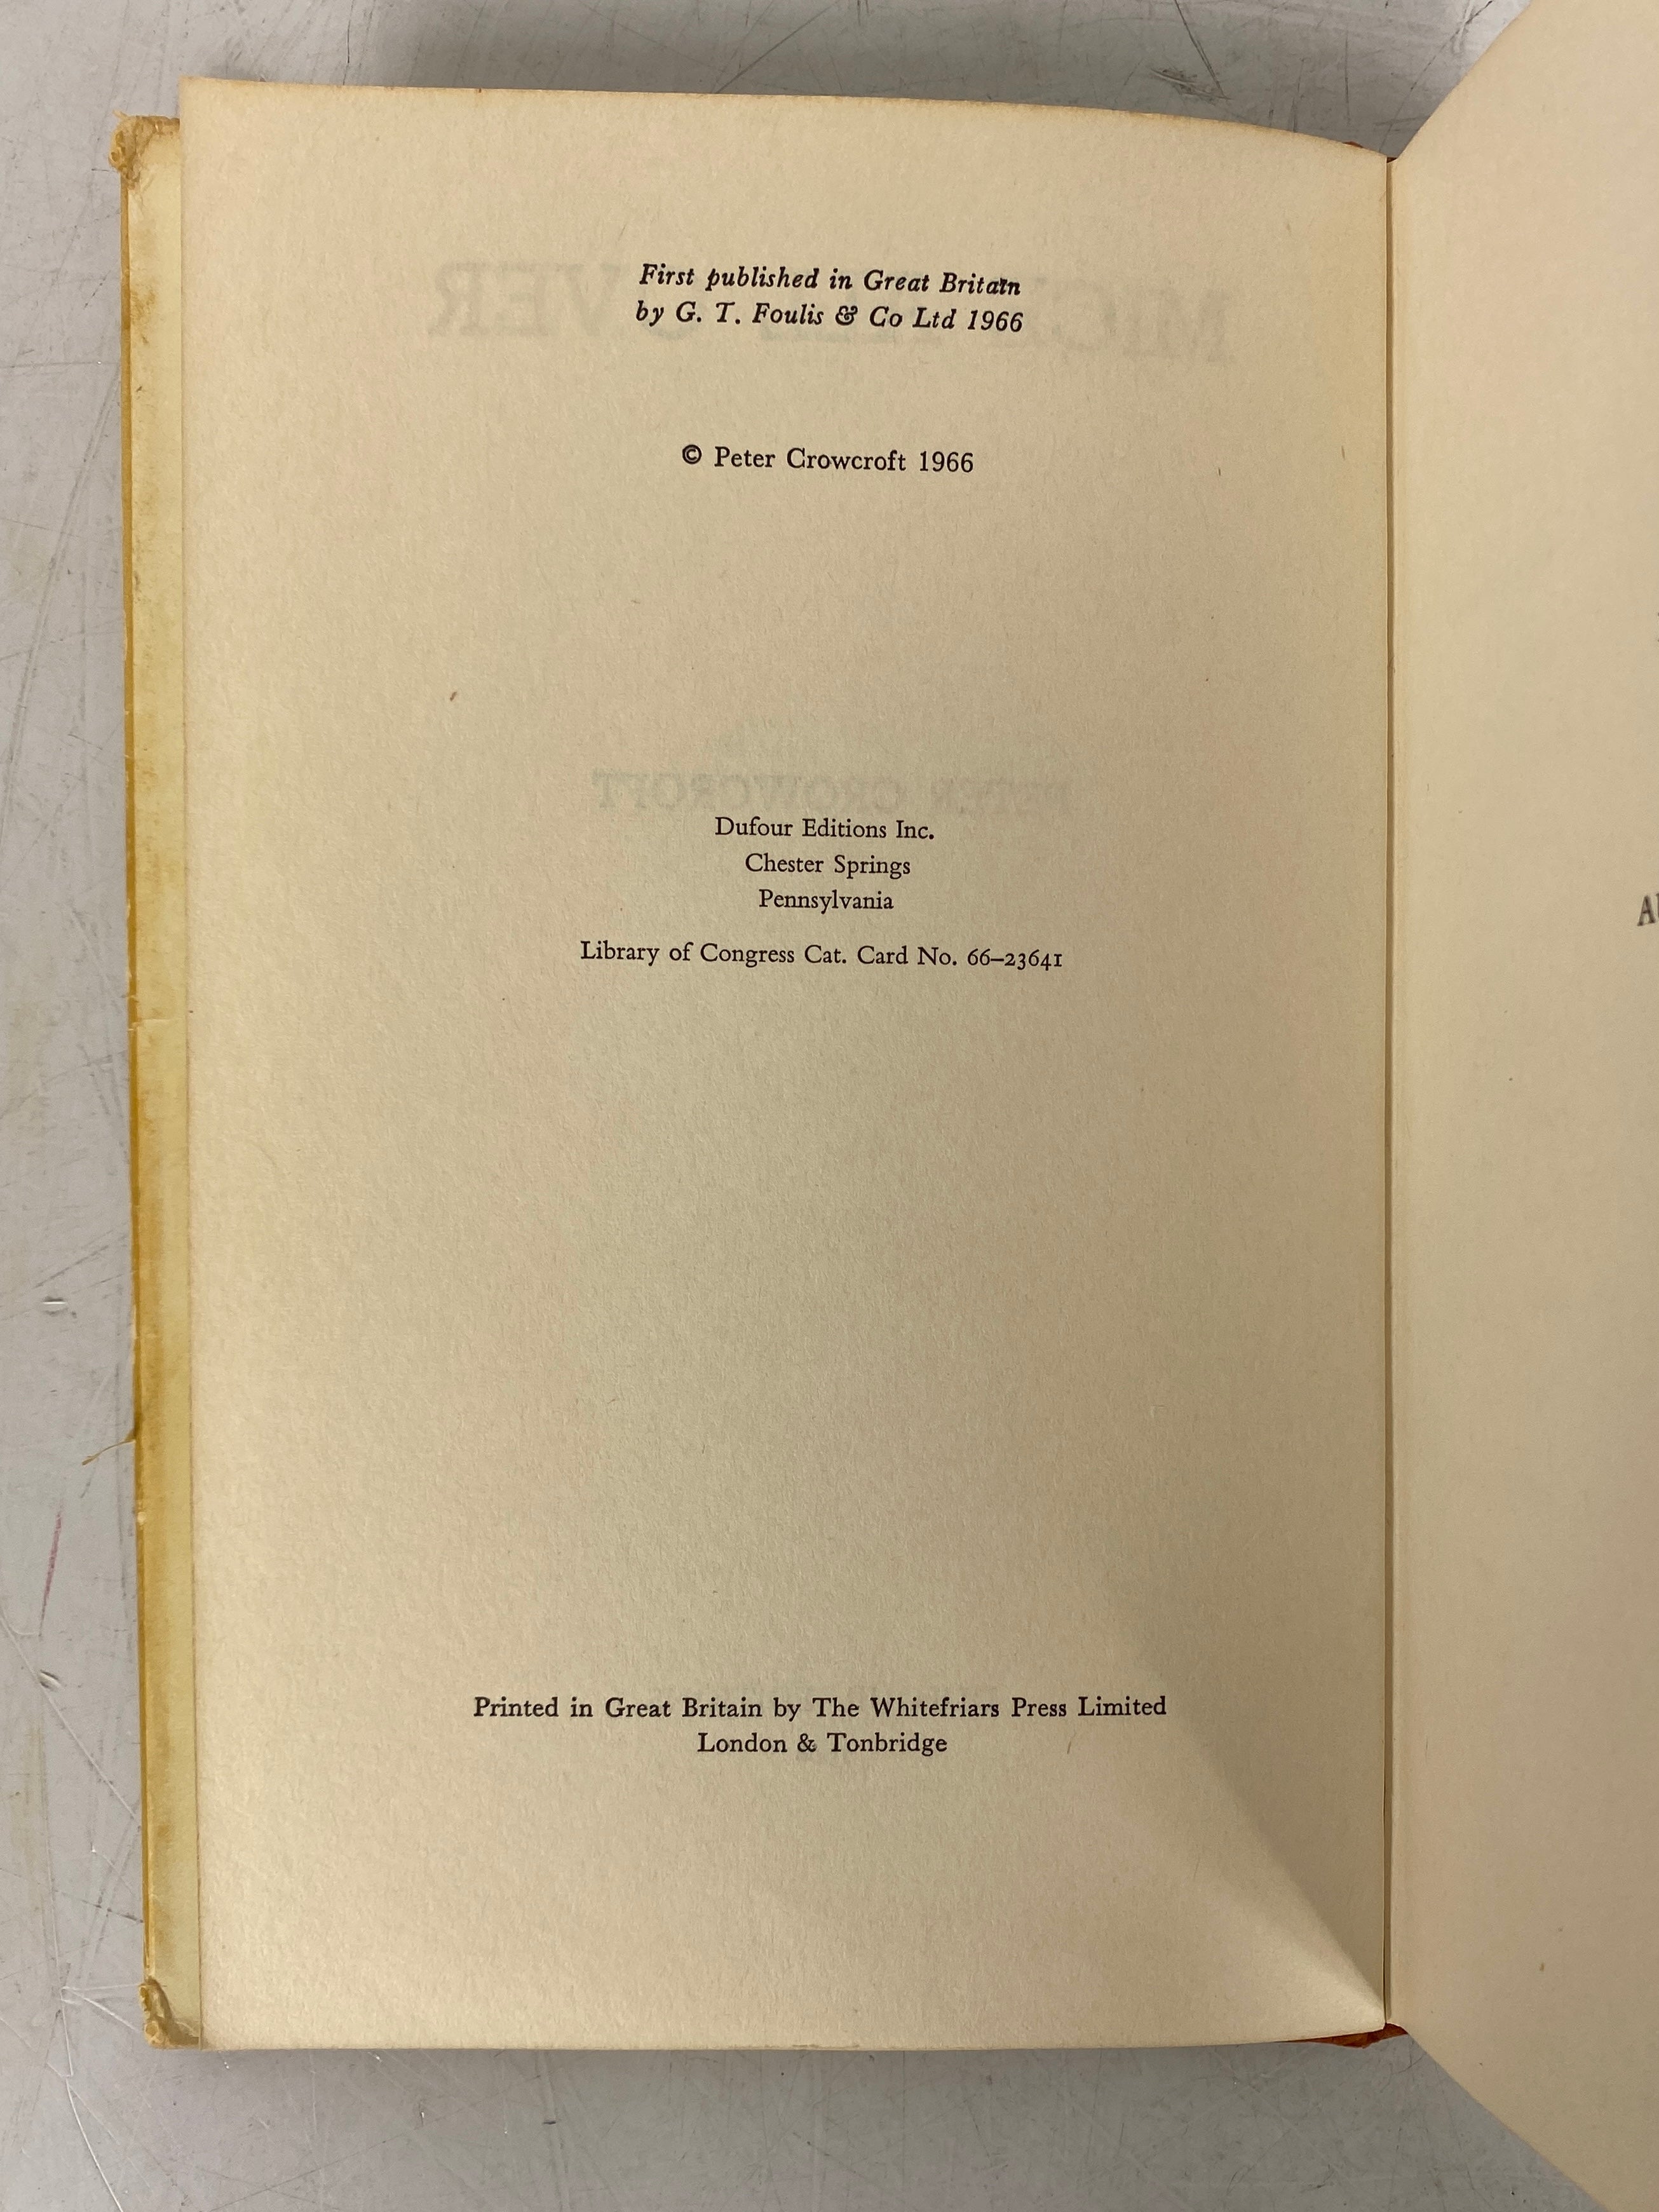 First published in Great Britain
by G. T. Foulis & Co Ltd 1966
© Peter Crowcroft 1966
PETER CROWCROFT
Dufour Editions Inc.
Chester Springs
Pennsylvania
Library of Congress Cat. Card No. 66–23641
Printed in Great Britain by The Whitefriars Press Limited
London & Tonbridge